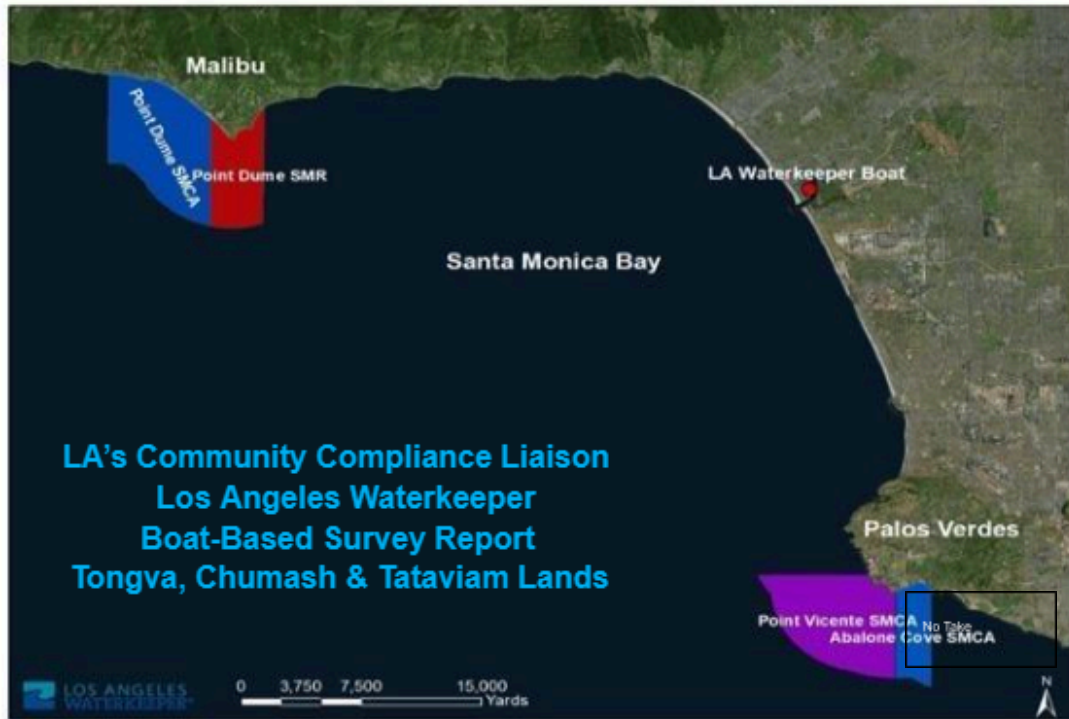 Malibu
Point Dume SMCA
Point Dume SMR
LA Waterkeeper Boat
Santa Monica Bay
LA's Community Compliance Liaison
Los Angeles Waterkeeper
Boat-Based Survey Report
Tongva, Chumash & Tataviam Lands
Palos Verdes
Point Vicente SMCA
No Take
Abalone Cove SMCA
LOS ANGELES
WATERKEEPER
0 3,750 7,500 15,000
Yards
N